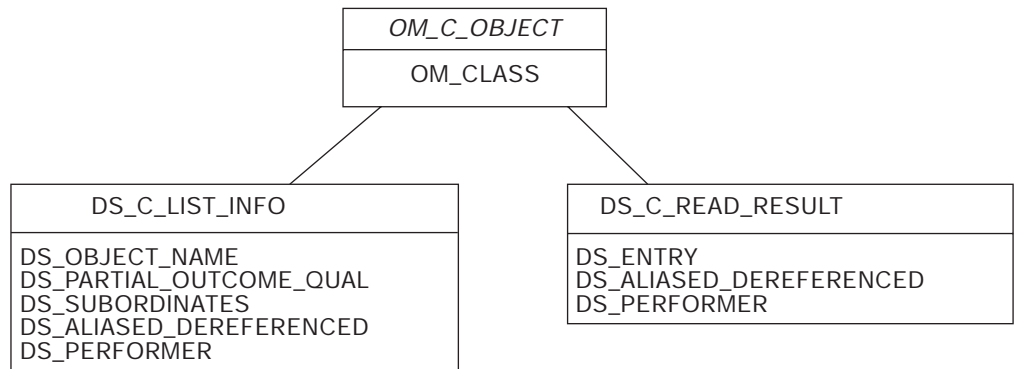 OM_C_OBJECT
OM_CLASS
DS_C_LIST_INFO
DS_OBJECT_NAME
DS_PARTIAL_OUTCOME_QUAL
DS_SUBORDINATES
DS_ALIASED_DEREFERENCED
DS_PERFORMER
DS_C_READ_RESULT
DS_ENTRY
DS_ALIASED_DEREFERENCED
DS_PERFORMER